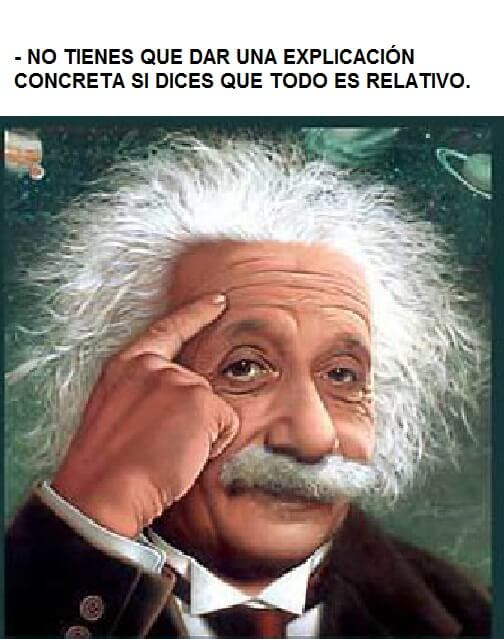 - NO TIENES QUE DAR UNA EXPLICACIÓN
CONCRETA SI DICES QUE TODO ES RELATIVO.